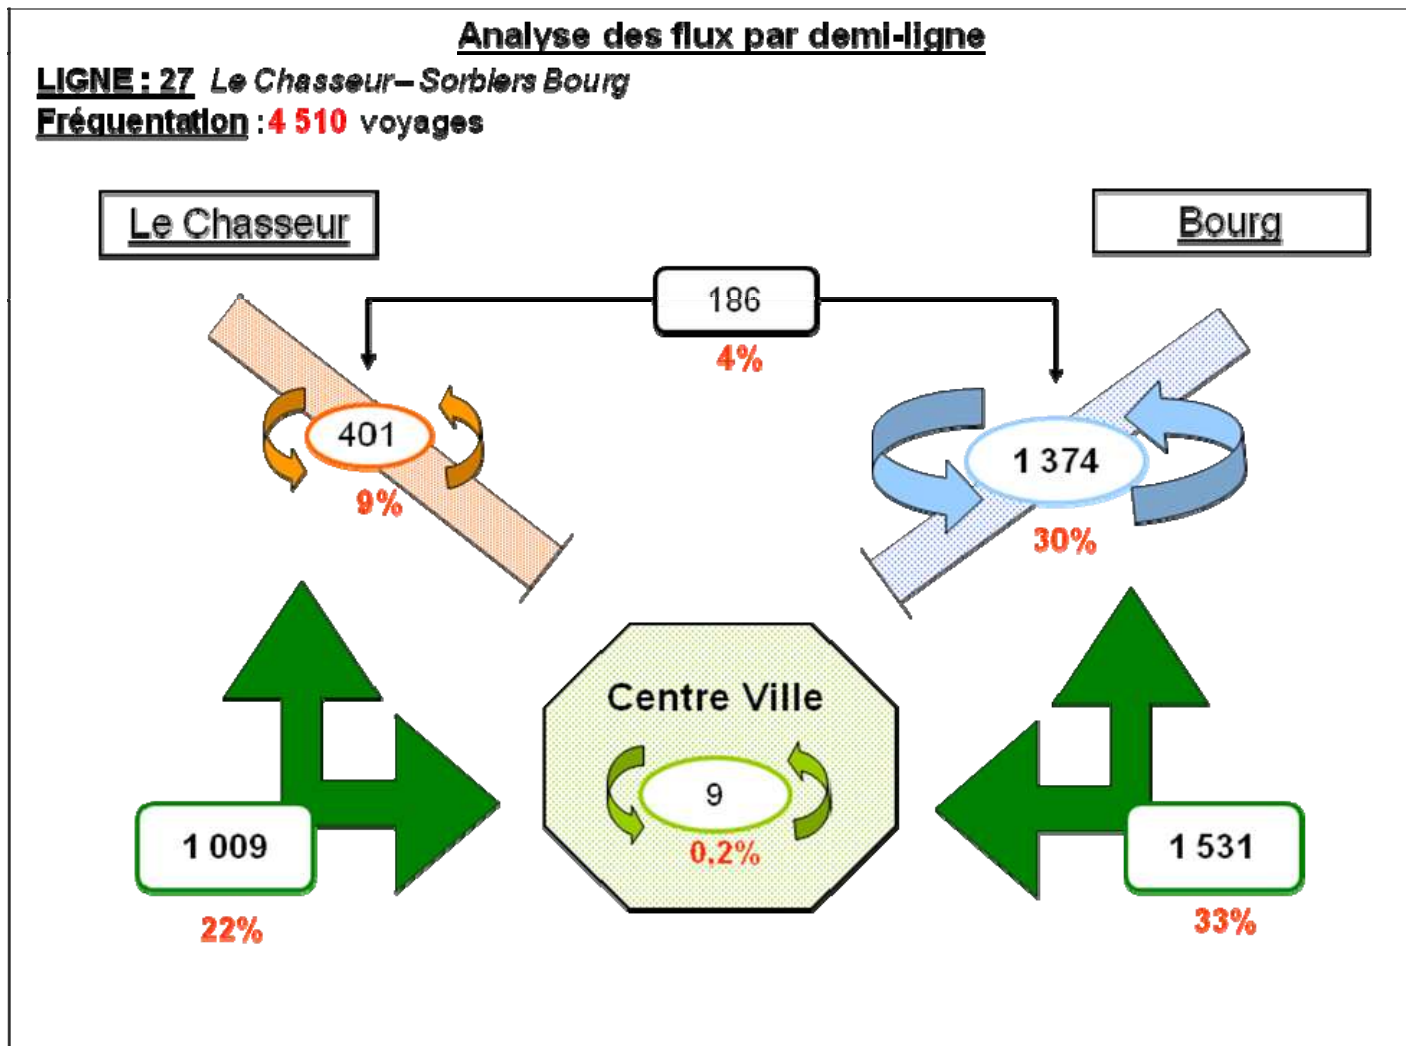 Analyse des flux par demi-ligne
LIGNE : 27 Le Chasseur – Sorbiers Bourg
Fréquentation : 4 510 voyages
Le Chasseur
Bourg
186
4%
401
9%
1 374
30%
Centre Ville
9
0.2%
1 009
22%
1 531
33%